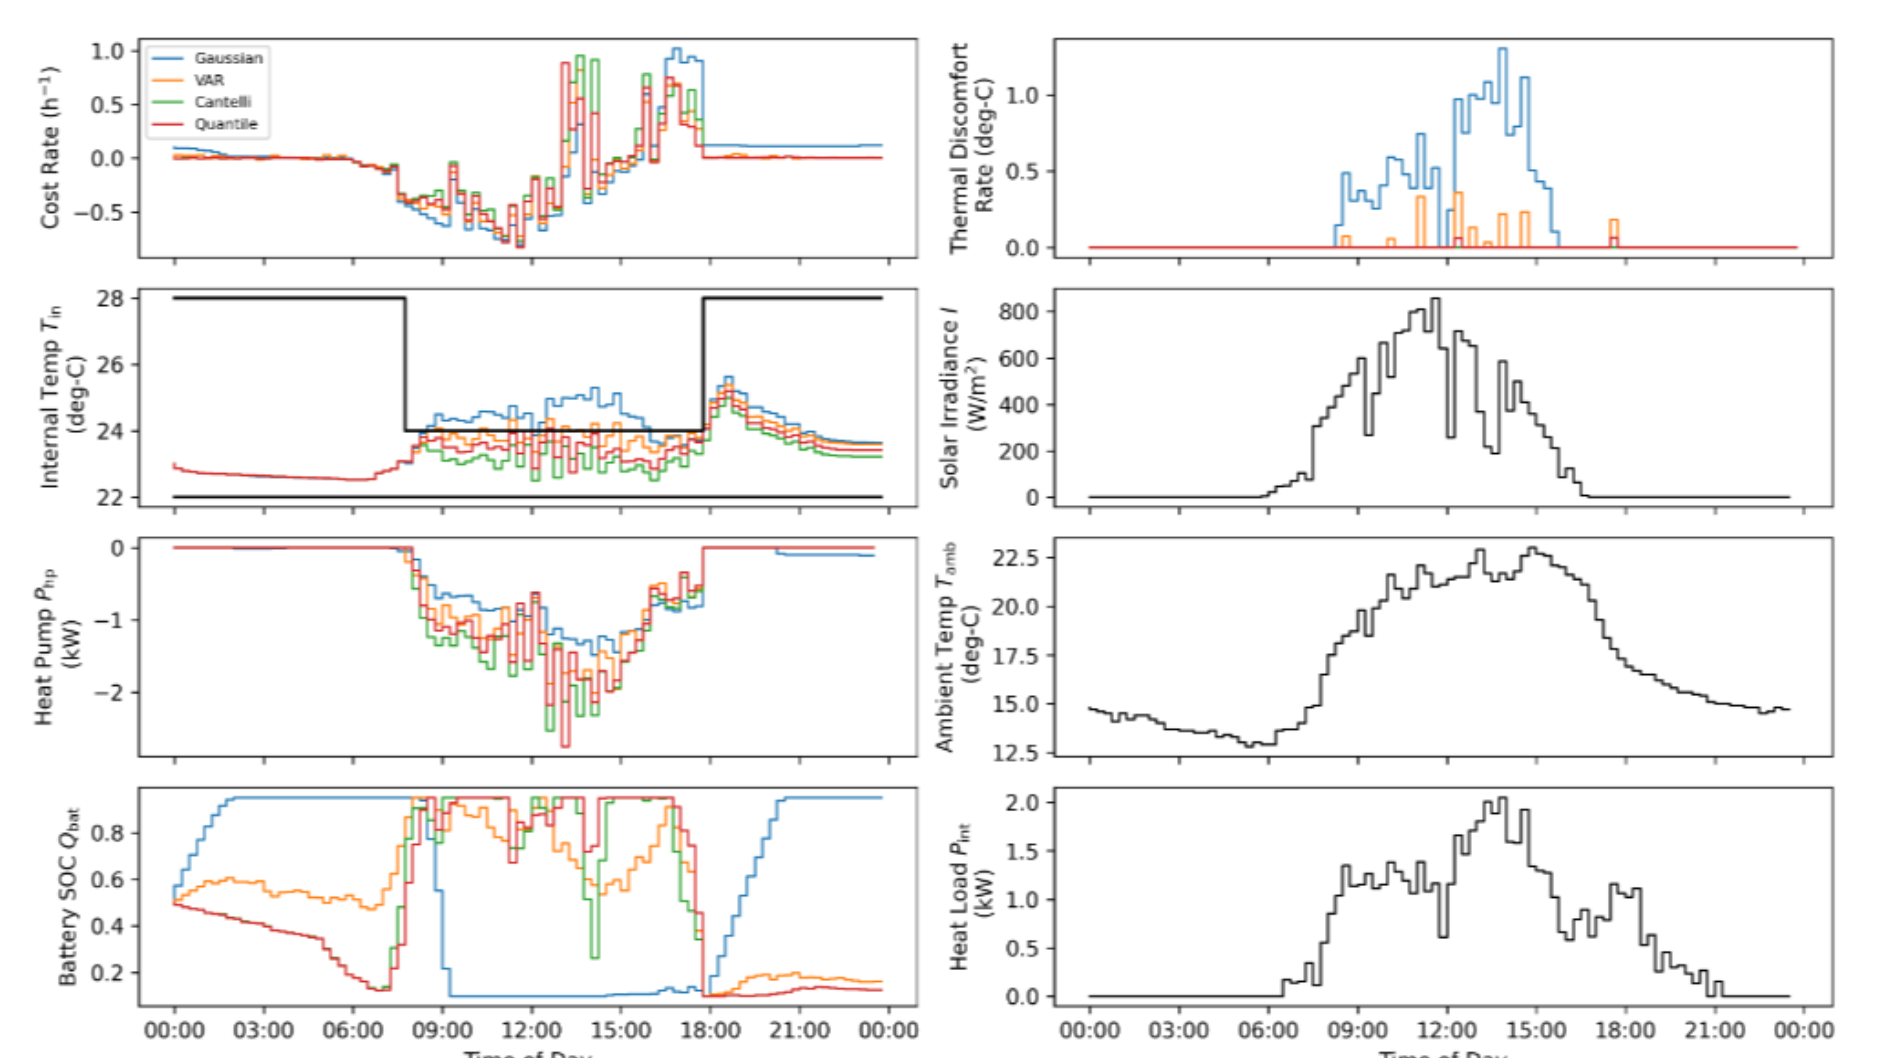 Cost Rate (h⁻¹)
1.0
0.5
0.0
−0.5
Gaussian
VAR
Cantelli
Quantile
Thermal Discomfort
Rate (deg-C)
1.0
0.5
0.0
Internal Temp T_in
(deg-C)
28
26
24
22
Solar Irradiance I
(W/m²)
800
600
400
200
0
Heat Pump P_hp
(kW)
0
−1
−2
Ambient Temp T_amb
(deg-C)
22.5
20.0
17.5
15.0
12.5
Battery SOC Q_bat
0.8
0.6
0.4
0.2
00:00 03:00 06:00 09:00 12:00 15:00 18:00 21:00 00:00
Time of Day
Heat Load P_int
(kW)
2.0
1.5
1.0
0.5
0.0
00:00 03:00 06:00 09:00 12:00 15:00 18:00 21:00 00:00
Time of Day